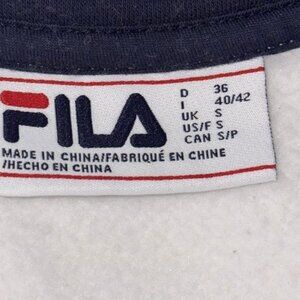 FILA
D 36
I 40/42
UK S
US/F S
CAN S/P
MADE IN CHINA/FABRIQUÉ EN CHINE
/HECHO EN CHINA